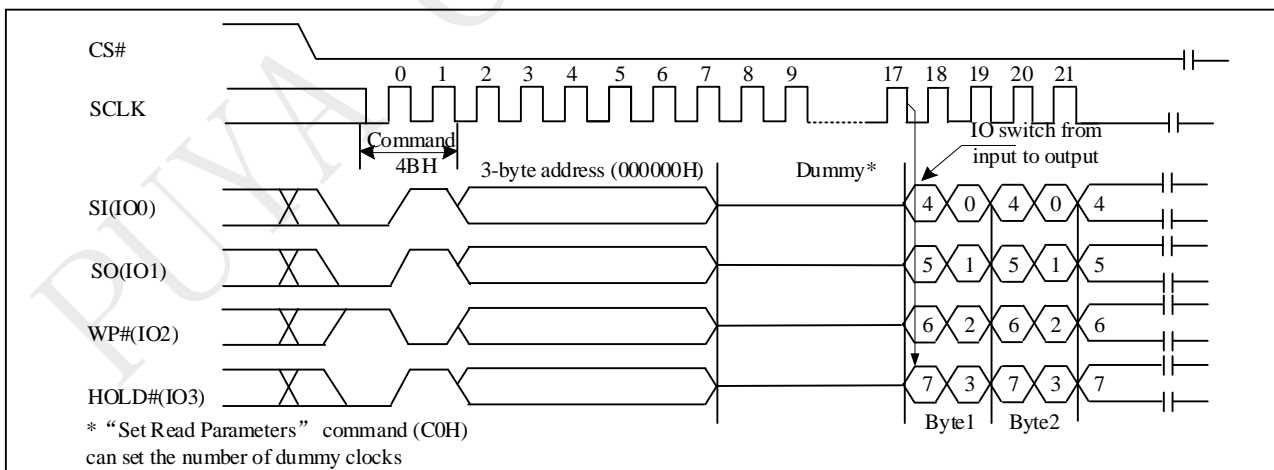 PUYA
CS#
0 1 2 3 4 5 6 7 8 9 17 18 19 20 21
SCLK
Command
4BH
IO switch from
input to output
3-byte address (000000H)
Dummy*
SI(IO0)
4 0 4 0 4
SO(IO1)
5 1 5 1 5
WP#(IO2)
6 2 6 2 6
HOLD#(IO3)
7 3 7 3 7
Byte1 Byte2
* “Set Read Parameters” command (C0H)
can set the number of dummy clocks